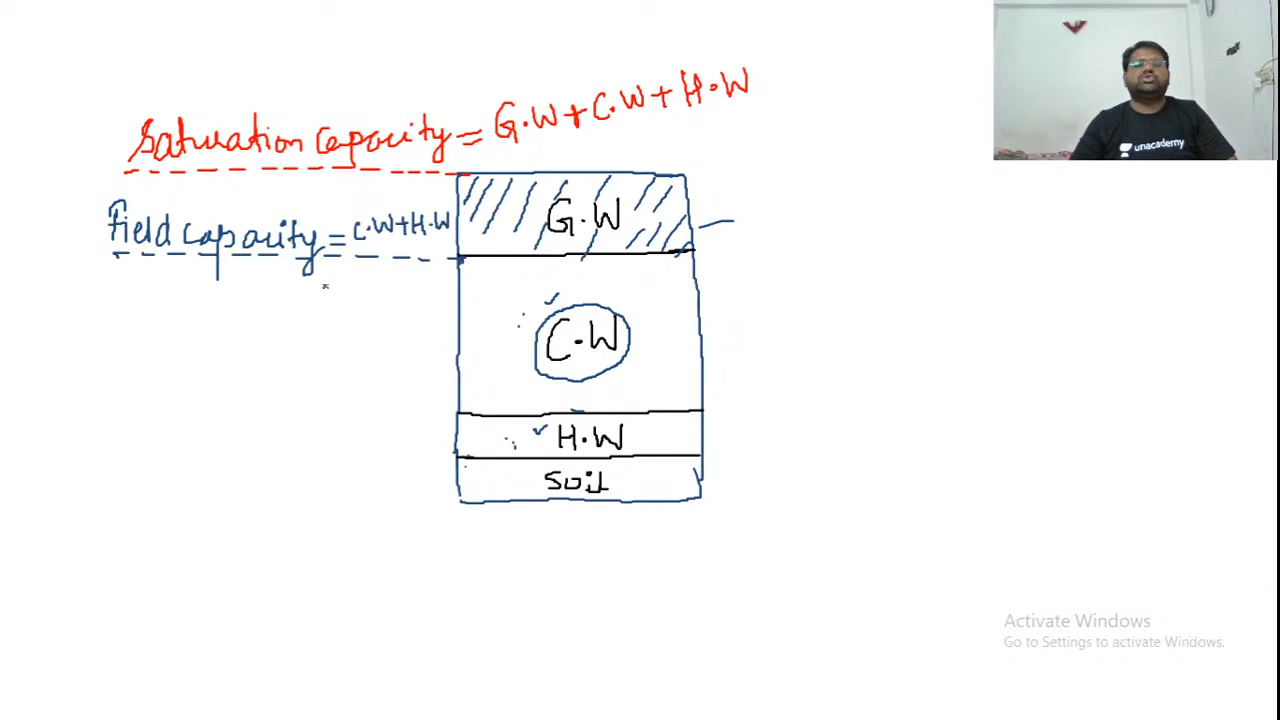 Saturation capacity = G.W + C.W + H.W
Field capacity = C.W + H.W
G.W
C.W
H.W
Soil
unacademy
Activate Windows
Go to Settings to activate Windows.